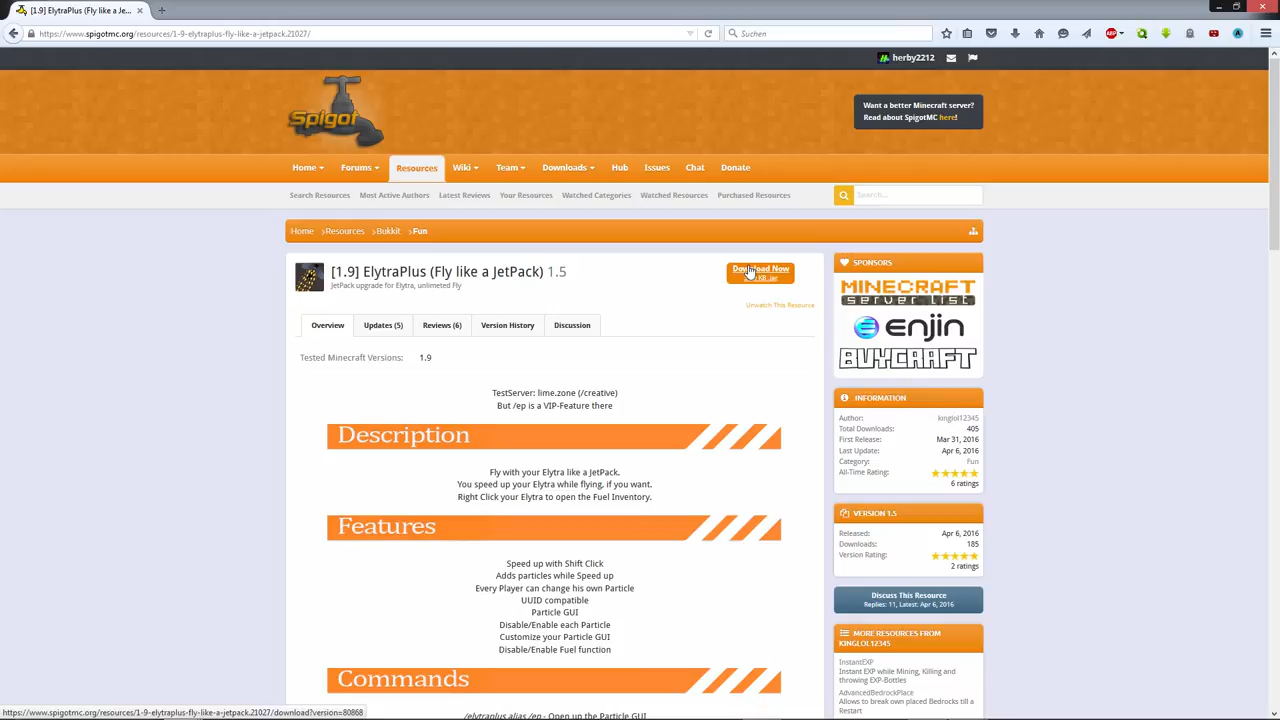 [1.9] ElytraPlus (Fly like a Je...
https://www.spigotmc.org/resources/1-9-elytraplus-fly-like-a-jetpack.21027/
Suchen
ABP
herby2212
Spigot
Want a better Minecraft server?
Read about SpigotMC here!
Home
Forums
Resources
Wiki
Team
Downloads
Hub
Issues
Chat
Donate
Search Resources
Most Active Authors
Latest Reviews
Your Resources
Watched Categories
Watched Resources
Purchased Resources
Search...
Home
Resources
Bukkit
Fun
[1.9] ElytraPlus (Fly like a JetPack) 1.5
JetPack upgrade for Elytra, unlimeted Fly
Download Now
KB .jar
Unwatch This Resource
Overview
Updates (5)
Reviews (6)
Version History
Discussion
Tested Minecraft Versions: 1.9
TestServer: lime.zone (/creative)
But /ep is a VIP-Feature there
Description
Fly with your Elytra like a JetPack.
You speed up your Elytra while flying, if you want.
Right Click your Elytra to open the Fuel Inventory.
Features
Speed up with Shift Click
Adds particles while Speed up
Every Player can change his own Particle
UUID compatible
Particle GUI
Disable/Enable each Particle
Customize your Particle GUI
Disable/Enable Fuel function
Commands
/elytraplus alias /ep - Open up the Particle GUI
SPONSORS
MINECRAFT
SERVER LIST
enjin
BUYCRAFT
INFORMATION
Author: kinglol12345
Total Downloads: 405
First Release: Mar 31, 2016
Last Update: Apr 6, 2016
Category: Fun
All-Time Rating:
6 ratings
VERSION 1.5
Released: Apr 6, 2016
Downloads: 185
Version Rating:
2 ratings
Discuss This Resource
Replies: 11, Latest: Apr 6, 2016
MORE RESOURCES FROM
KINGLOL12345
InstantEXP
Instant EXP while Mining, Killing and
throwing EXP-Bottles
AdvancedBedrockPlace
Allows to break own placed Bedrocks till a
Restart
https://www.spigotmc.org/resources/1-9-elytraplus-fly-like-a-jetpack.21027/download?version=80868